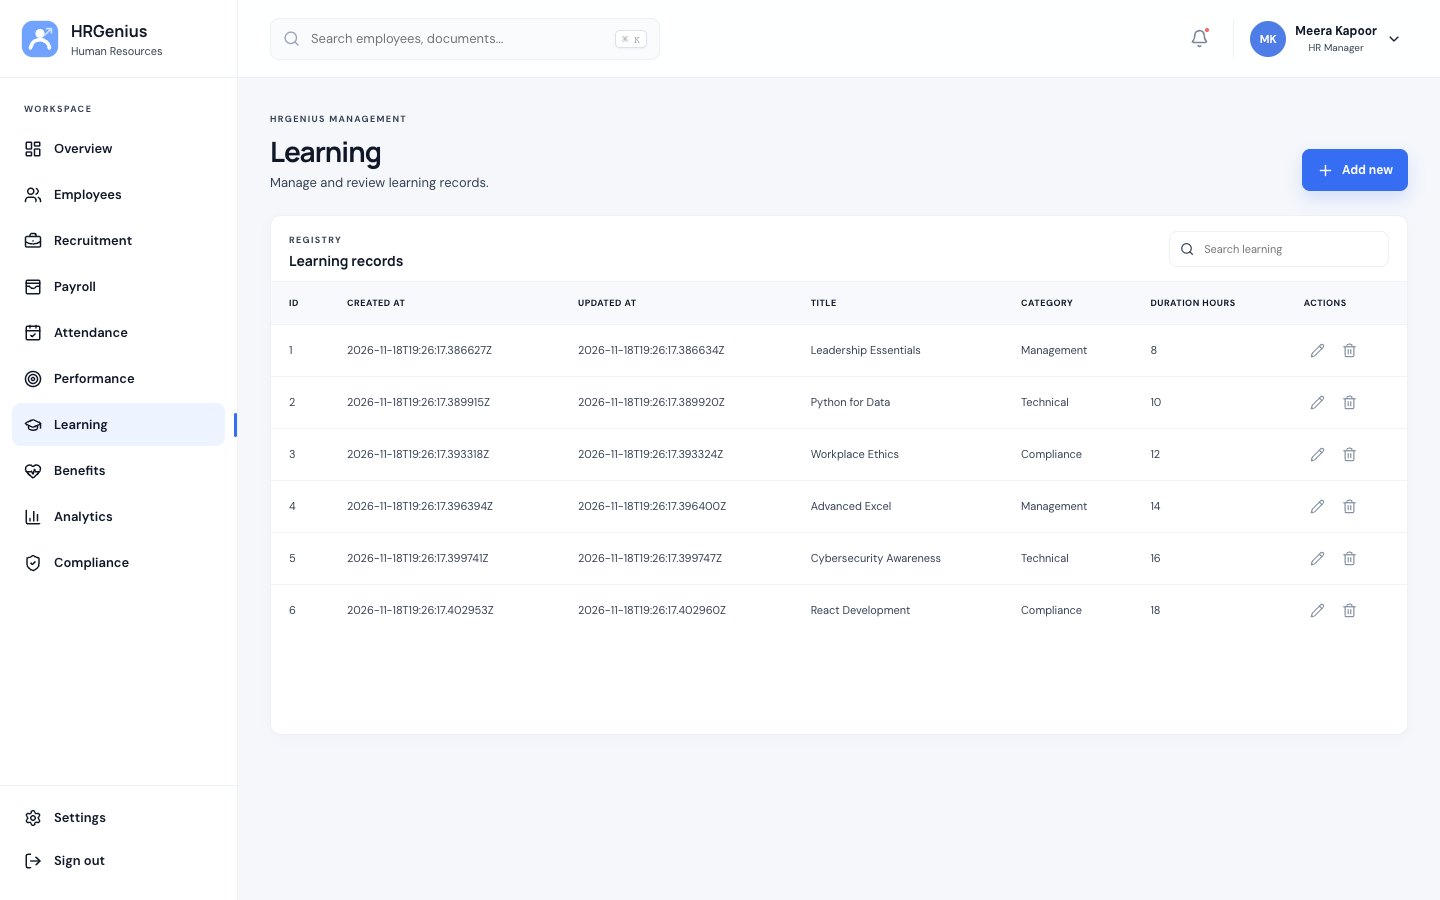 HRGenius
Human Resources
WORKSPACE
Overview
Employees
Recruitment
Payroll
Attendance
Performance
Learning
Benefits
Analytics
Compliance
Settings
Sign out
Search employees, documents...
⌘ K
MK
Meera Kapoor
HR Manager
HRGENIUS MANAGEMENT
Learning
Manage and review learning records.
Add new
REGISTRY
Learning records
Search learning
ID CREATED AT UPDATED AT TITLE CATEGORY DURATION HOURS ACTIONS
1 2026-11-18T19:26:17.386627Z 2026-11-18T19:26:17.386634Z Leadership Essentials Management 8
2 2026-11-18T19:26:17.389915Z 2026-11-18T19:26:17.389920Z Python for Data Technical 10
3 2026-11-18T19:26:17.393318Z 2026-11-18T19:26:17.393324Z Workplace Ethics Compliance 12
4 2026-11-18T19:26:17.396394Z 2026-11-18T19:26:17.396400Z Advanced Excel Management 14
5 2026-11-18T19:26:17.399741Z 2026-11-18T19:26:17.399747Z Cybersecurity Awareness Technical 16
6 2026-11-18T19:26:17.402953Z 2026-11-18T19:26:17.402960Z React Development Compliance 18